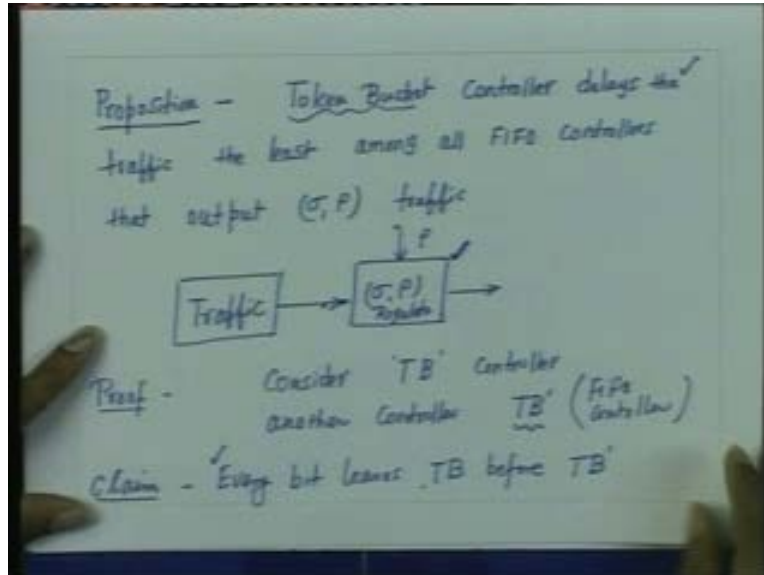 Proposition - Token Bucket Controller delays the
traffic the least among all FIFO Controllers
that output (σ, ρ) traffic
ρ
Traffic
(σ, ρ)
Regulator
Proof - Consider 'TB' Controller
another Controller TB' (FIFO Controller)
Claim - Every bit leaves TB before TB'